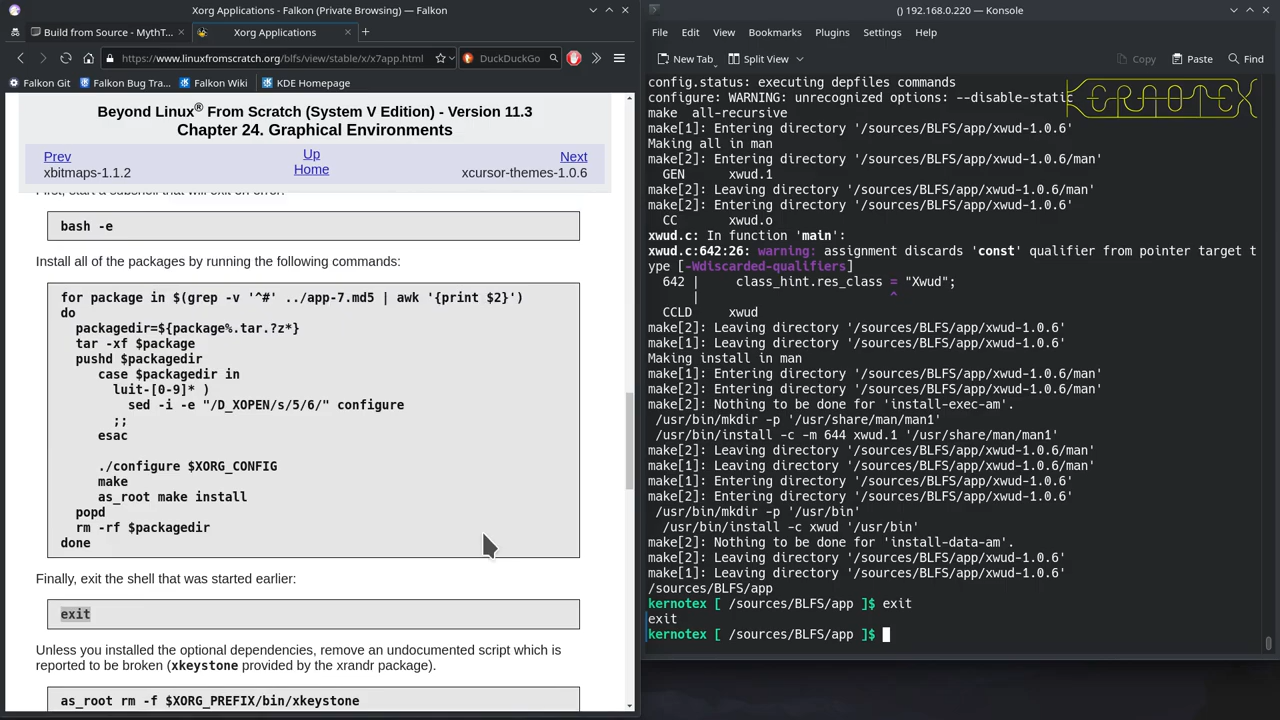 Xorg Applications - Falkon (Private Browsing) — Falkon
Build from Source - MythT...
Xorg Applications
https://www.linuxfromscratch.org/blfs/view/stable/x/x7app.html
DuckDuckGo
Falkon Git
Falkon Bug Tra...
Falkon Wiki
KDE Homepage
Beyond Linux® From Scratch (System V Edition) - Version 11.3
Chapter 24. Graphical Environments
Prev
Up
Next
xbitmaps-1.1.2
Home
xcursor-themes-1.0.6
First, start a subshell that will exit on error:
bash -e
Install all of the packages by running the following commands:
for package in $(grep -v '^#' ../app-7.md5 | awk '{print $2}')
do
  packagedir=${package%.tar.?z*}
  tar -xf $package
  pushd $packagedir
     case $packagedir in
       luit-[0-9]* )
         sed -i -e "/D_XOPEN/s/5/6/" configure
       ;;
     esac
     ./configure $XORG_CONFIG
     make
     as_root make install
  popd
  rm -rf $packagedir
done
Finally, exit the shell that was started earlier:
exit
Unless you installed the optional dependencies, remove an undocumented script which is
reported to be broken (xkeystone provided by the xrandr package).
as_root rm -f $XORG_PREFIX/bin/xkeystone
() 192.168.0.220 — Konsole
File Edit View Bookmarks Plugins Settings Help
New Tab
Split View
Copy
Paste
Find
KERNOTEX
config.status: executing depfiles commands
configure: WARNING: unrecognized options: --disable-static
make  all-recursive
make[1]: Entering directory '/sources/BLFS/app/xwud-1.0.6'
Making all in man
make[2]: Entering directory '/sources/BLFS/app/xwud-1.0.6/man'
  GEN      xwud.1
make[2]: Leaving directory '/sources/BLFS/app/xwud-1.0.6/man'
make[2]: Entering directory '/sources/BLFS/app/xwud-1.0.6'
  CC       xwud.o
xwud.c: In function 'main':
xwud.c:642:26: warning: assignment discards 'const' qualifier from pointer target t
ype [-Wdiscarded-qualifiers]
  642 |     class_hint.res_class = "Xwud";
      |                          ^
  CCLD     xwud
make[2]: Leaving directory '/sources/BLFS/app/xwud-1.0.6'
make[1]: Leaving directory '/sources/BLFS/app/xwud-1.0.6'
Making install in man
make[1]: Entering directory '/sources/BLFS/app/xwud-1.0.6/man'
make[2]: Entering directory '/sources/BLFS/app/xwud-1.0.6/man'
make[2]: Nothing to be done for 'install-exec-am'.
 /usr/bin/mkdir -p '/usr/share/man/man1'
 /usr/bin/install -c -m 644 xwud.1 '/usr/share/man/man1'
make[2]: Leaving directory '/sources/BLFS/app/xwud-1.0.6/man'
make[1]: Leaving directory '/sources/BLFS/app/xwud-1.0.6/man'
make[1]: Entering directory '/sources/BLFS/app/xwud-1.0.6'
make[2]: Entering directory '/sources/BLFS/app/xwud-1.0.6'
 /usr/bin/mkdir -p '/usr/bin'
  /usr/bin/install -c xwud '/usr/bin'
make[2]: Nothing to be done for 'install-data-am'.
make[2]: Leaving directory '/sources/BLFS/app/xwud-1.0.6'
make[1]: Leaving directory '/sources/BLFS/app/xwud-1.0.6'
/sources/BLFS/app
kernotex [ /sources/BLFS/app ]$ exit
exit
kernotex [ /sources/BLFS/app ]$